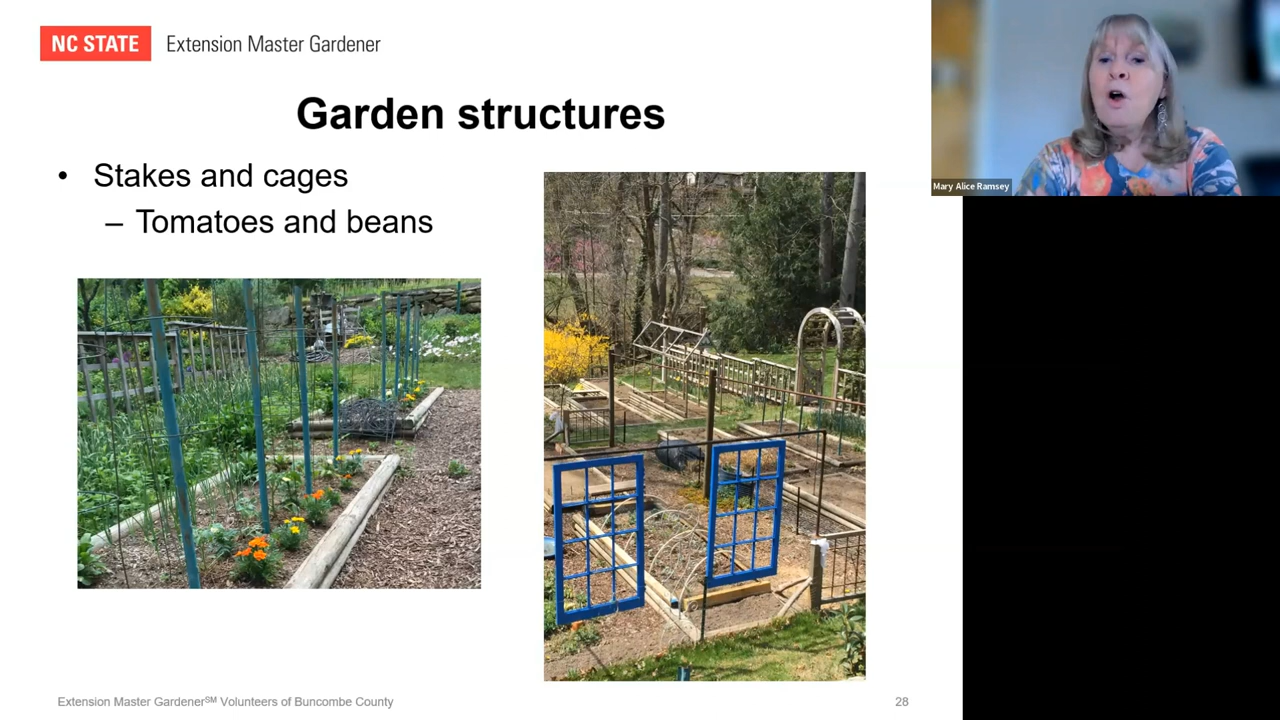 NC STATE Extension Master Gardener
Garden structures
• Stakes and cages
– Tomatoes and beans
Mary Alice Ramsey
Extension Master Gardener℠ Volunteers of Buncombe County
28